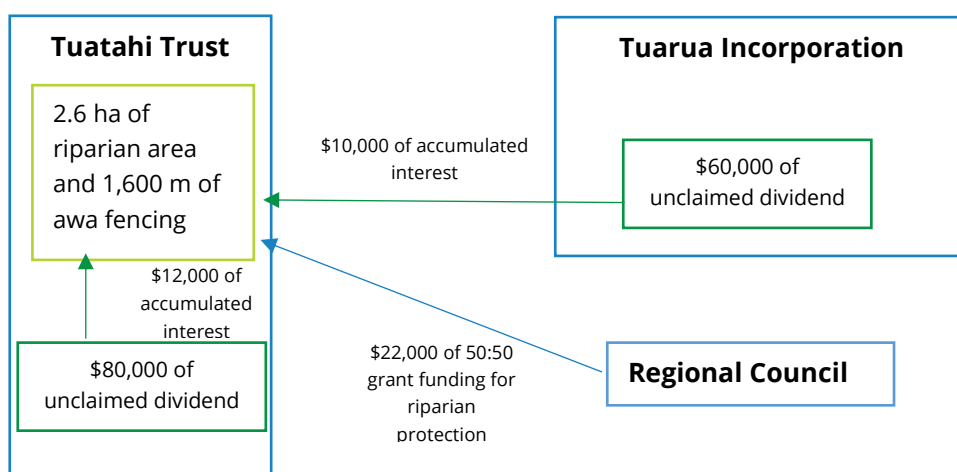 Tuatahi Trust
2.6 ha of
riparian area
and 1,600 m of
awa fencing
$12,000 of
accumulated
interest
$80,000 of
unclaimed dividend
$10,000 of accumulated
interest
$22,000 of 50:50
grant funding for
riparian
protection
Tuarua Incorporation
$60,000 of
unclaimed dividend
Regional Council